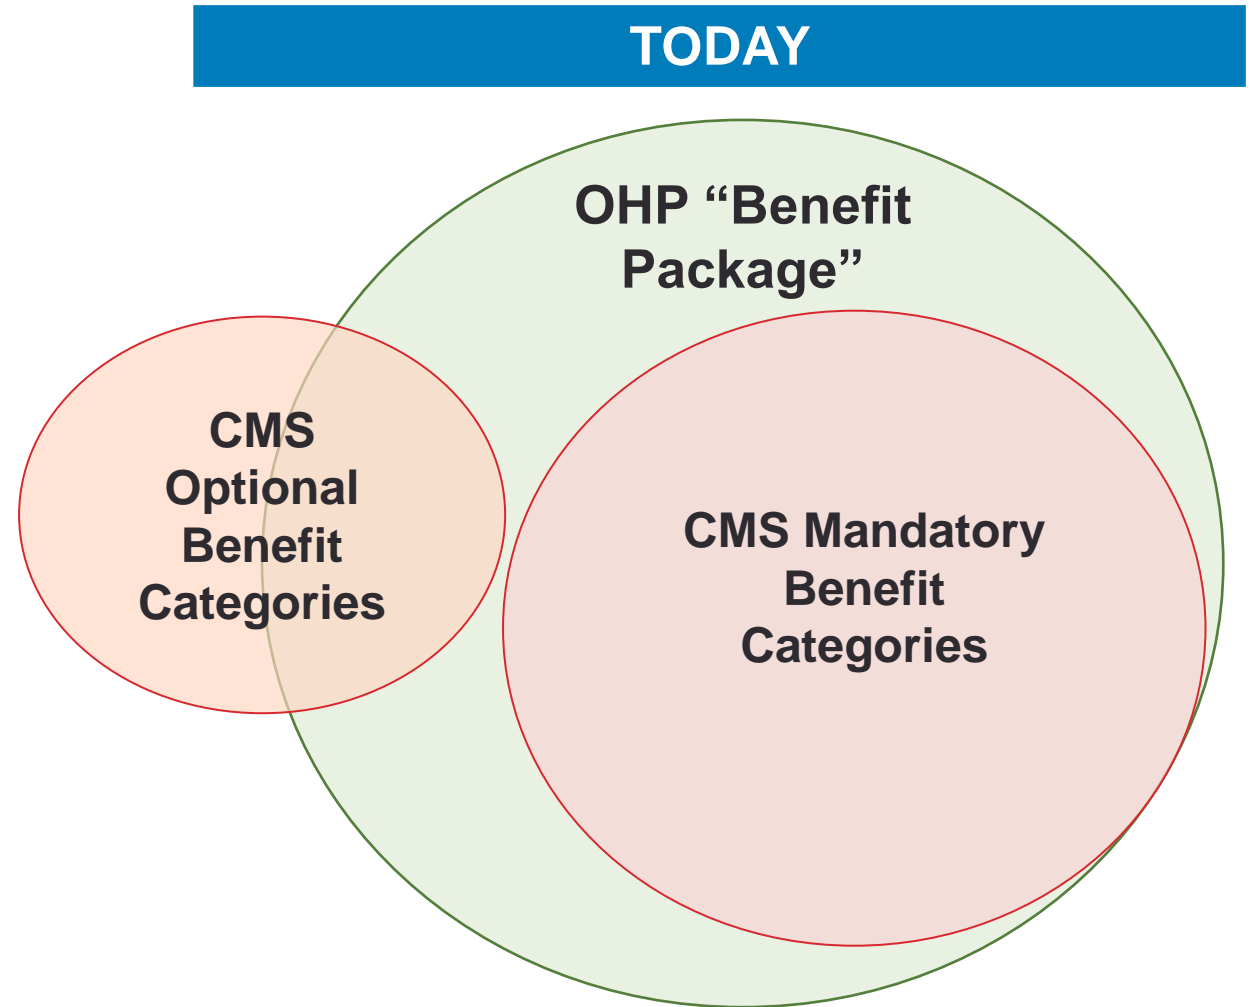 TODAY
OHP “Benefit
Package”
CMS
Optional
Benefit
Categories
CMS Mandatory
Benefit
Categories